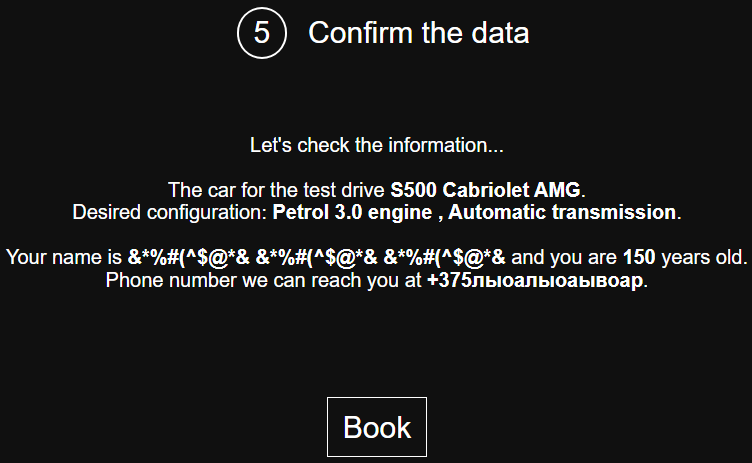 5 Confirm the data
Let's check the information...
The car for the test drive S500 Cabriolet AMG.
Desired configuration: Petrol 3.0 engine , Automatic transmission.
Your name is &*%#(^$@*& &*%#(^$@*& &*%#(^$@*& and you are 150 years old.
Phone number we can reach you at +375лыоалыоаывоар.
Book